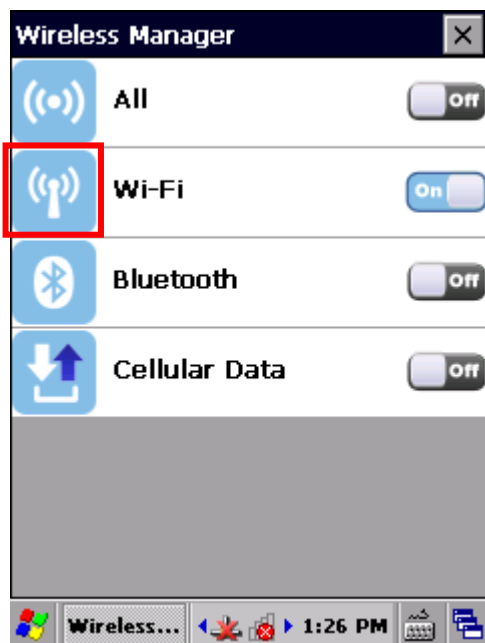 Wireless Manager
All
Off
Wi-Fi
On
Bluetooth
Off
Cellular Data
Off
Wireless... 1:26 PM